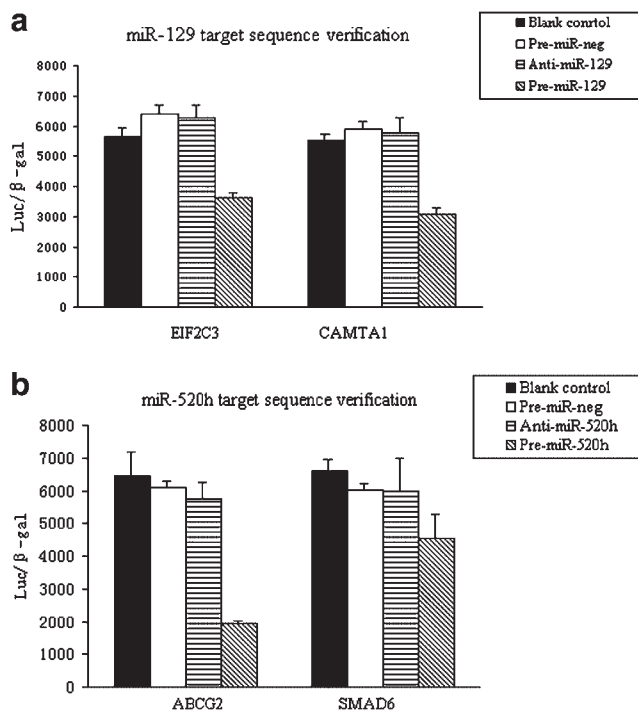 a
miR-129 target sequence verification
Blank conrtol
Pre-miR-neg
Anti-miR-129
Pre-miR-129
Luc/β-gal
8000
7000
6000
5000
4000
3000
2000
1000
0
EIF2C3 CAMTA1
b
miR-520h target sequence verification
Blank control
Pre-miR-neg
Anti-miR-520h
Pre-miR-520h
Luc/β-gal
8000
7000
6000
5000
4000
3000
2000
1000
0
ABCG2 SMAD6